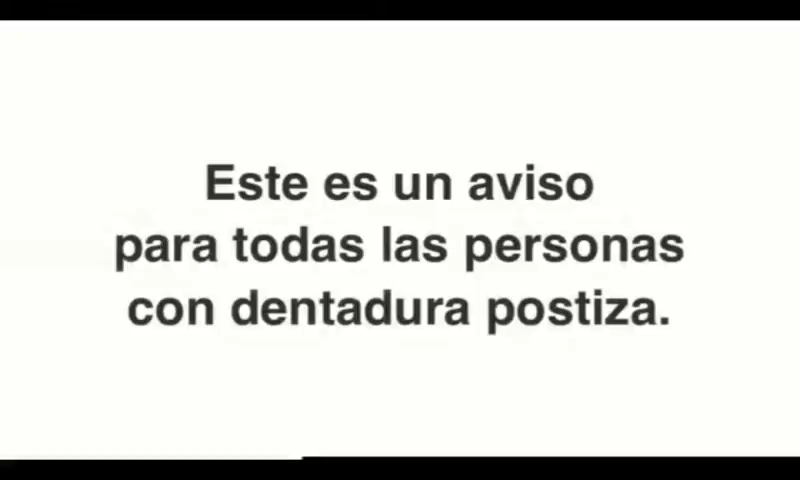 Este es un aviso
para todas las personas
con dentadura postiza.